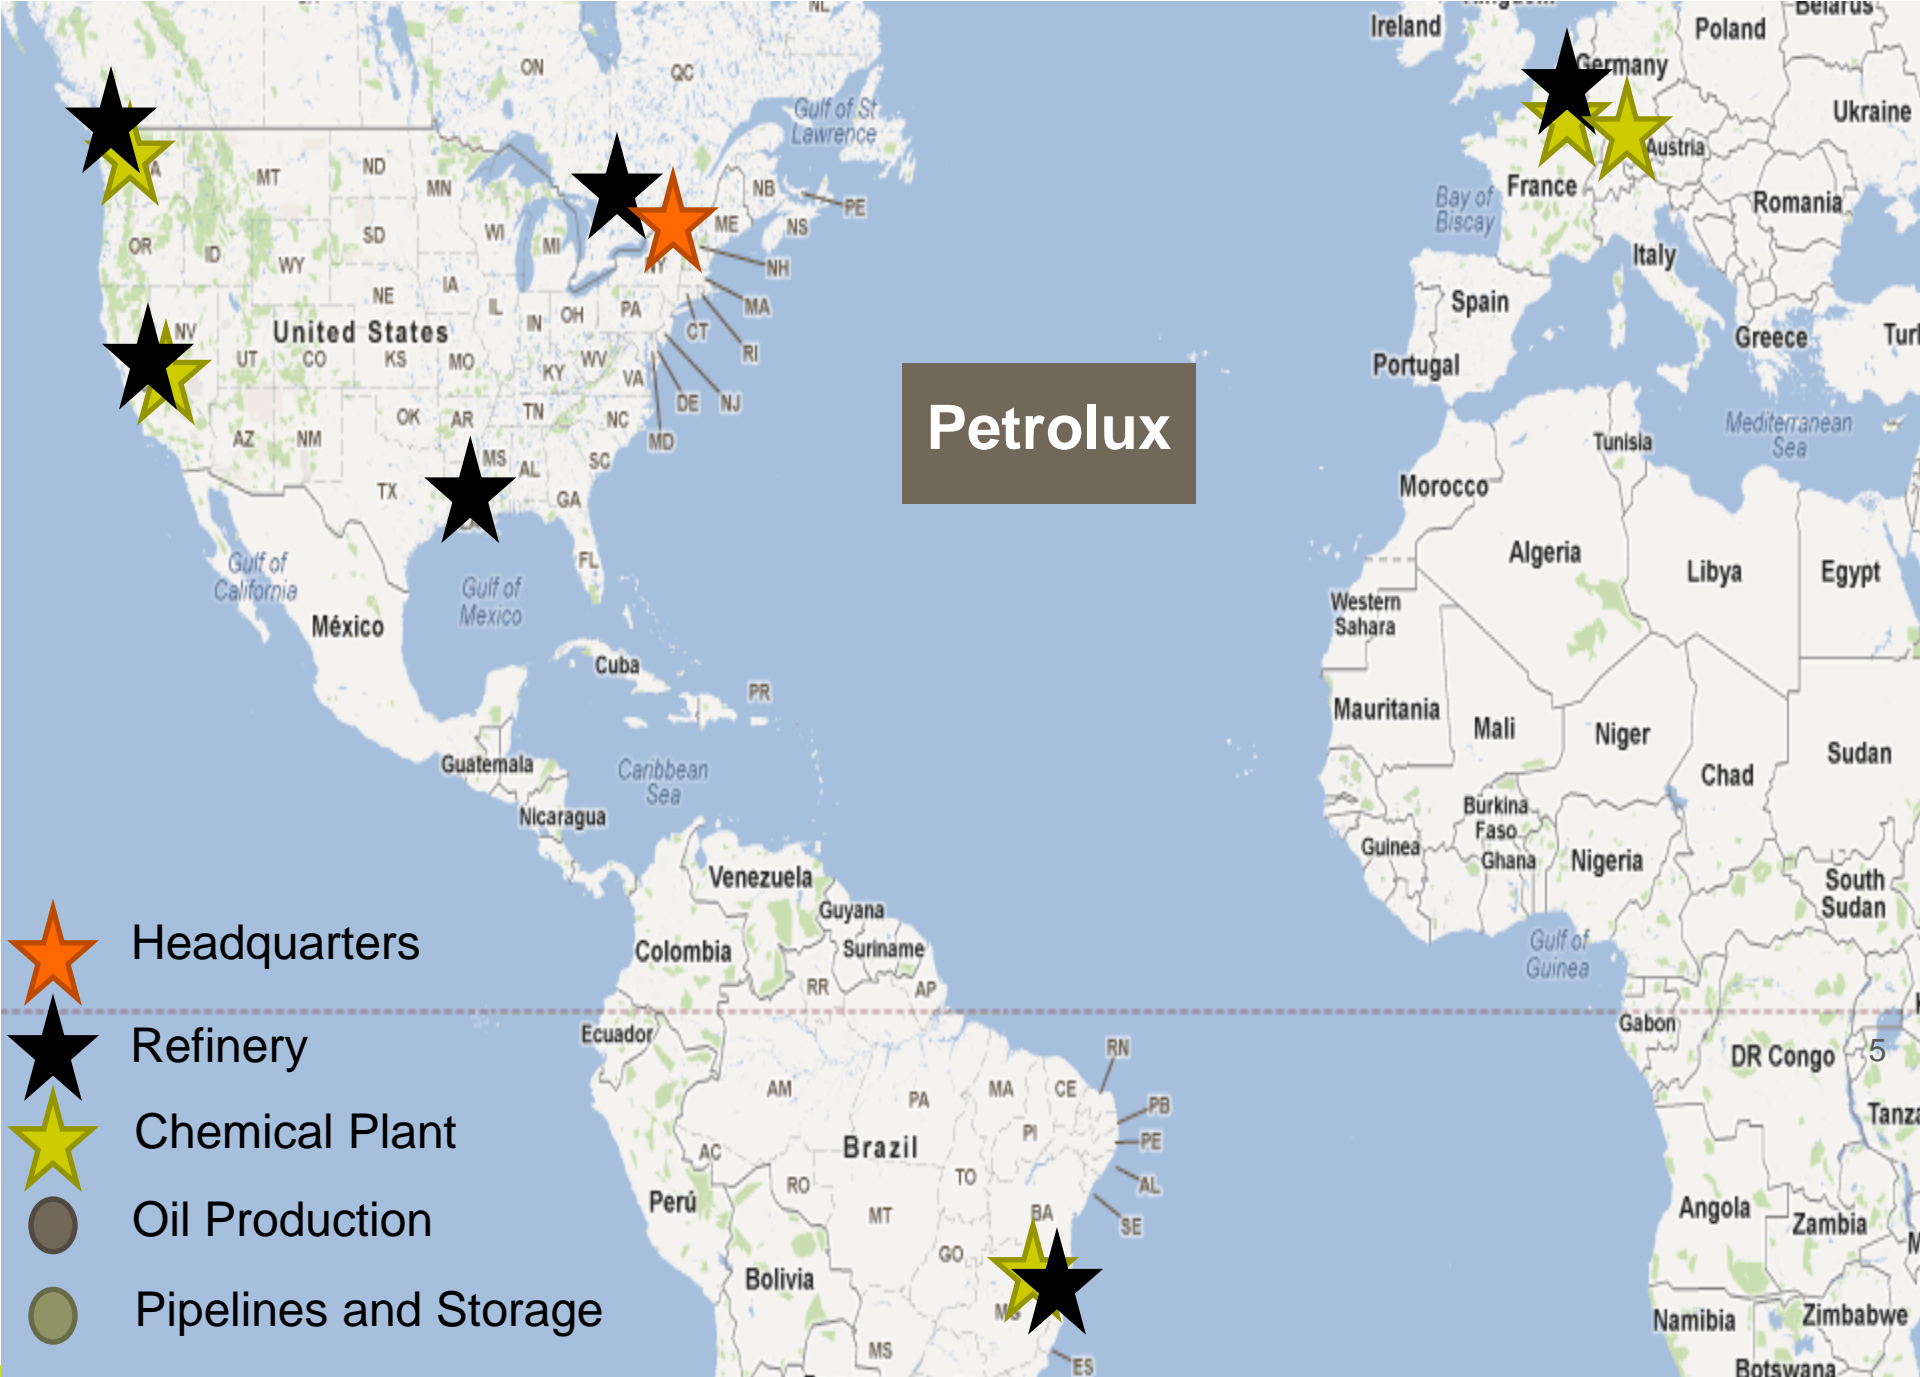 NL
Ireland
Poland
Belarus
Germany
ON
QC
Gulf of St
Lawrence
Ukraine
Austria
MT
ND
MN
NB
PE
France
Bay of
Biscay
Romania
OR
ID
SD
WI
MI
ME
NS
WY
NY
NH
Italy
NE
IA
IL
IN
OH
PA
MA
Spain
NV
United States
CT
RI
Greece
UT
CO
KS
MO
KY
WV
VA
Portugal
DE
NJ
OK
AR
TN
NC
MD
Petrolux
Mediterranean
Sea
AZ
NM
MS
AL
SC
Tunisia
TX
GA
Morocco
FL
Algeria
Libya
Egypt
Gulf of
California
Gulf of
Mexico
México
Western
Sahara
Cuba
PR
Mauritania
Mali
Niger
Sudan
Guatemala
Caribbean
Sea
Chad
Nicaragua
Burkina
Faso
Guinea
Ghana
Nigeria
Venezuela
South
Sudan
Guyana
Colombia
Suriname
Gulf of
Guinea
Headquarters
RR
AP
Ecuador
Gabon
Refinery
RN
DR Congo
5
AM
PA
MA
CE
PB
Chemical Plant
Brazil
PI
PE
AC
TO
AL
RO
Perú
Oil Production
MT
BA
SE
Angola
Zambia
GO
Bolivia
Pipelines and Storage
Namibia
Zimbabwe
MS
ES
Botswana